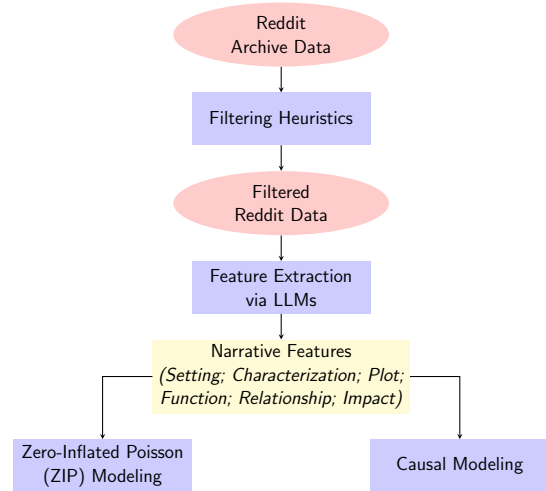 Reddit
Archive Data
Filtering Heuristics
Filtered
Reddit Data
Feature Extraction
via LLMs
Narrative Features
(Setting; Characterization; Plot;
Function; Relationship; Impact)
Zero-Inflated Poisson
(ZIP) Modeling
Causal Modeling